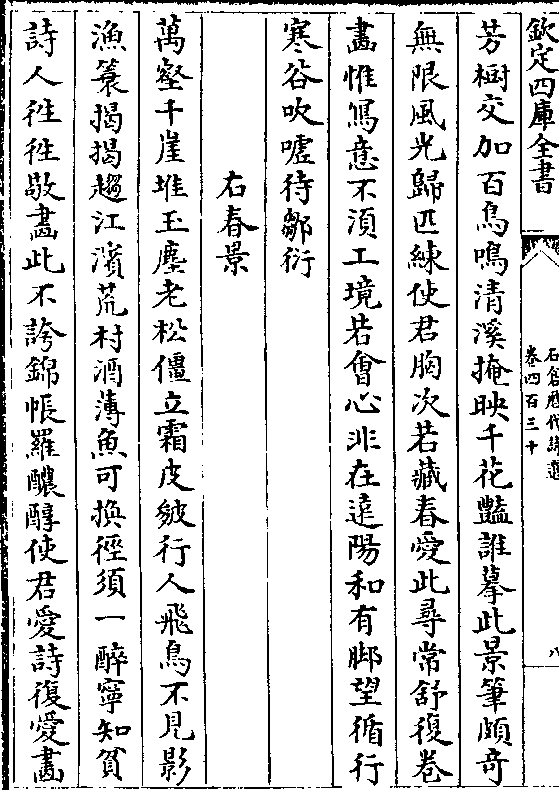 欽定四庫全書
石倉歷代詩選
卷四百三十
八
芳樹交加百鳥鳴清溪掩映千花豔誰摹此景筆頗奇
無限風光歸匹練使君胸次若藏春愛此尋常舒復卷
畫惟寫意不須工境若會心非在遠陽和有脚望循行
寒谷吹噓待鄒衍
右春景
萬壑千崖堆玉塵老松僵立霜皮皴行人飛鳥不見影
漁簑揭揭趨江濱荒村酒薄魚可換徑須一醉寧知貧
詩人往往敬畫此不誇錦帳羅醲醇使君愛詩復愛畫